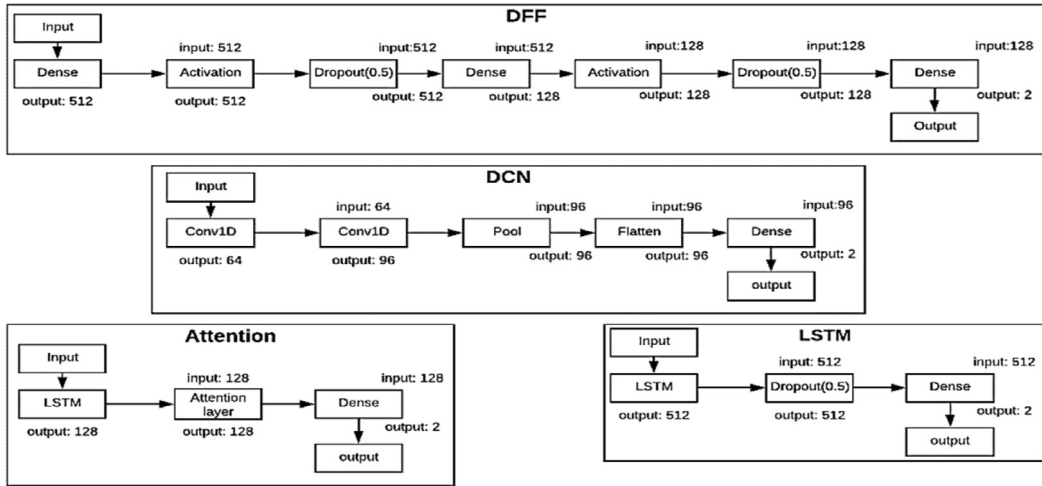 DFF
Input
input: 512
input:512
input:512
input:128
input:128
input:128
Dense
Activation
Dropout(0.5)
Dense
Activation
Dropout(0.5)
Dense
output: 512
output: 512
output: 512
output: 128
output: 128
output: 128
output: 2
Output
DCN
Input
input: 64
input:96
input:96
input:96
Conv1D
Conv1D
Pool
Flatten
Dense
output: 64
output: 96
output: 96
output: 96
output: 2
output
Attention
Input
input: 128
input: 128
LSTM
Attention
layer
Dense
output: 128
output: 128
output: 2
output
LSTM
Input
input: 512
input: 512
LSTM
Dropout(0.5)
Dense
output: 512
output: 512
output: 2
output